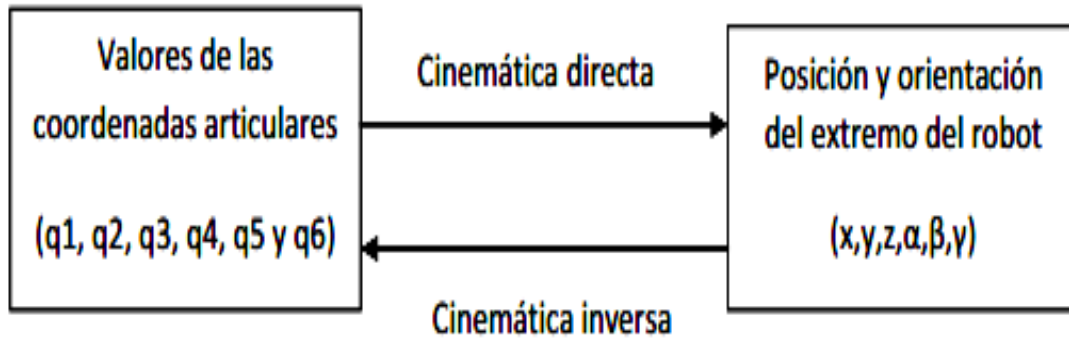 Valores de las
coordenadas articulares
(q1, q2, q3, q4, q5 y q6)
Cinemática directa
Cinemática inversa
Posición y orientación
del extremo del robot
(x,y,z,α,β,γ)